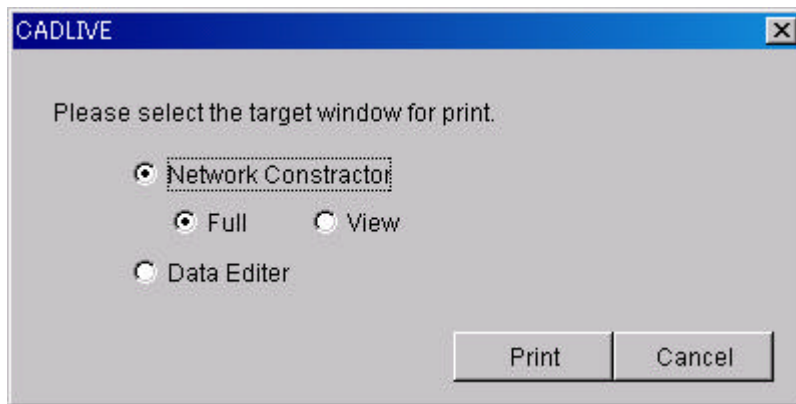 CADLIVE
Please select the target window for print.
Network Constractor
Full View
Data Editer
Print Cancel